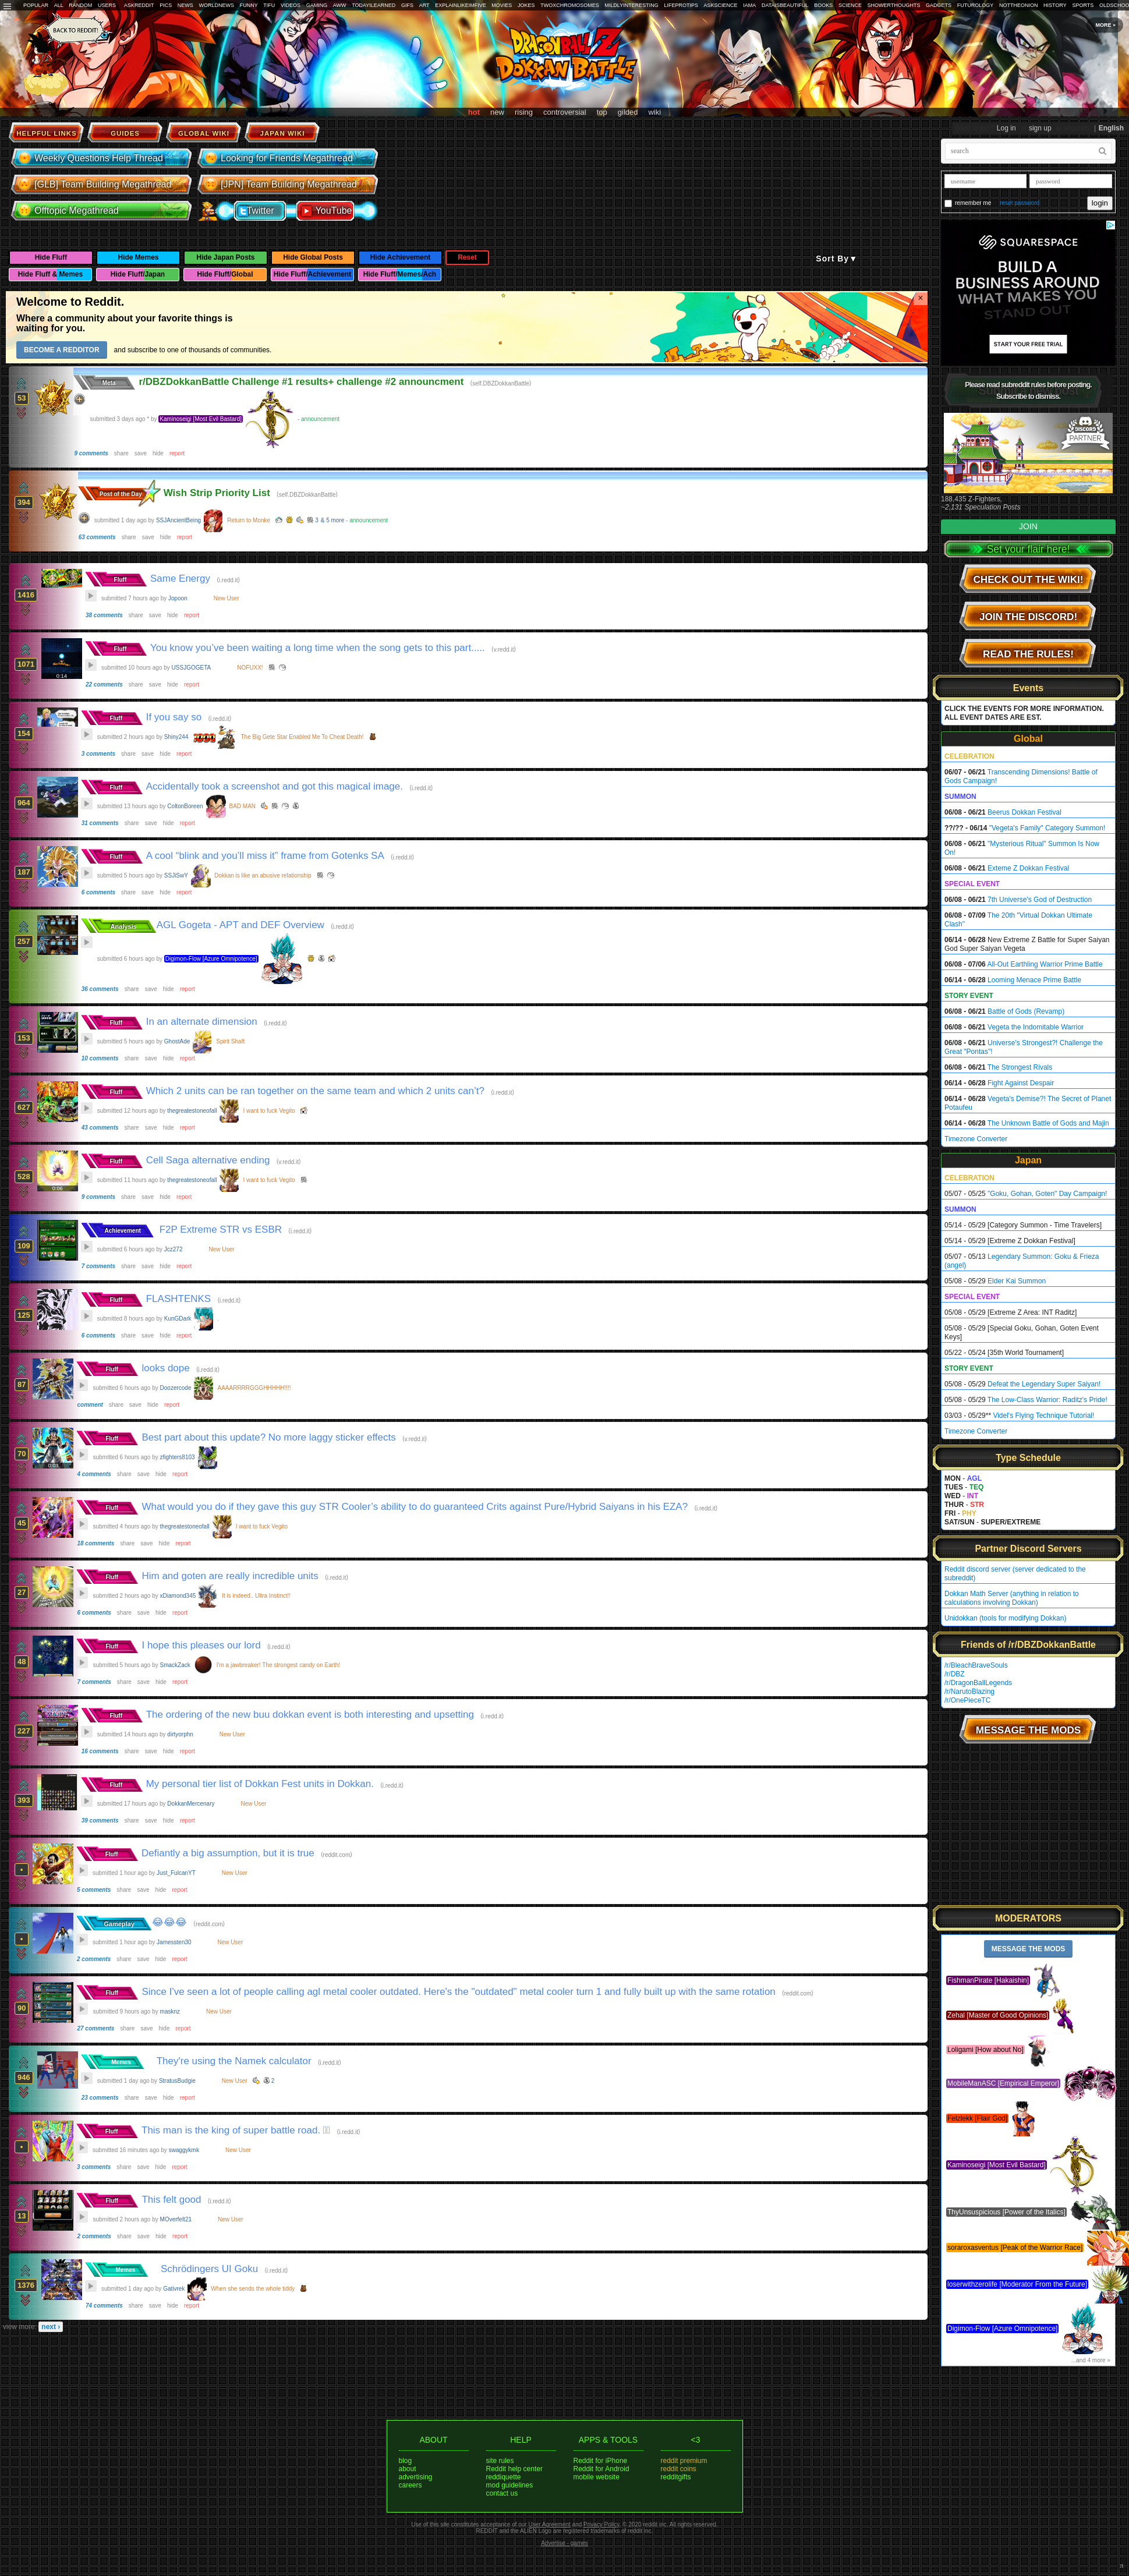 POPULAR ALL RANDOM USERS ASKREDDIT PICS NEWS WORLDNEWS FUNNY TIFU VIDEOS GAMING AWW TODAYILEARNED GIFS ART EXPLAINLIKEIMFIVE MOVIES JOKES TWOXCHROMOSOMES MILDLYINTERESTING LIFEPROTIPS ASKSCIENCE IAMA DATAISBEAUTIFUL BOOKS SCIENCE SHOWERTHOUGHTS GADGETS FUTUROLOGY NOTTHEONION HISTORY SPORTS OLDSCHOO
BACK TO REDDIT!
MORE »
DRAGONBALL Z
DOKKAN BATTLE
hot new rising controversial top gilded wiki
HELPFUL LINKS GUIDES GLOBAL WIKI JAPAN WIKI
Log in sign up | English
Weekly Questions Help Thread
Looking for Friends Megathread
[GLB] Team Building Megathread
[JPN] Team Building Megathread
Offtopic Megathread
Twitter YouTube
search
username password
remember me reset password login
Hide Fluff Hide Memes Hide Japan Posts Hide Global Posts Hide Achievement Reset
Hide Fluff & Memes Hide Fluff/Japan Hide Fluff/Global Hide Fluff/Achievement Hide Fluff/Memes/Ach
Sort By▼
SQUARESPACE
BUILD A
BUSINESS AROUND
WHAT MAKES YOU
STAND OUT
START YOUR FREE TRIAL
Welcome to Reddit.
Where a community about your favorite things is
waiting for you.
BECOME A REDDITOR and subscribe to one of thousands of communities.
53
Meta r/DBZDokkanBattle Challenge #1 results+ challenge #2 announcment (self.DBZDokkanBattle)
submitted 3 days ago * by Kaminoseigi [Most Evil Bastard] - announcement
9 comments share save hide report
394
Post of the Day Wish Strip Priority List (self.DBZDokkanBattle)
submitted 1 day ago by SSJAncientBeing Return to Monke 3 & 5 more - announcement
63 comments share save hide report
1416
Fluff Same Energy (i.redd.it)
submitted 7 hours ago by Jopoon New User
38 comments share save hide report
1071
0:14
Fluff You know you've been waiting a long time when the song gets to this part..... (v.redd.it)
submitted 10 hours ago by USSJGOGETA NOFUXX!
22 comments share save hide report
154
Fluff If you say so (i.redd.it)
submitted 2 hours ago by Shiny244 The Big Gete Star Enabled Me To Cheat Death!
3 comments share save hide report
964
Fluff Accidentally took a screenshot and got this magical image. (i.redd.it)
submitted 13 hours ago by ColtonBoreen BAD MAN
31 comments share save hide report
187
Fluff A cool "blink and you'll miss it" frame from Gotenks SA (i.redd.it)
submitted 5 hours ago by SSJiSwY Dokkan is like an abusive relationship
6 comments share save hide report
257
Analysis AGL Gogeta - APT and DEF Overview (i.redd.it)
submitted 6 hours ago by Digimon-Flow [Azure Omnipotence]
36 comments share save hide report
153
Fluff In an alternate dimension (i.redd.it)
submitted 5 hours ago by GhostAde Spirit Shaft
10 comments share save hide report
627
Fluff Which 2 units can be ran together on the same team and which 2 units can't? (i.redd.it)
submitted 12 hours ago by thegreatestoneofall I want to fuck Vegito
43 comments share save hide report
528
0:06
Fluff Cell Saga alternative ending (v.redd.it)
submitted 11 hours ago by thegreatestoneofall I want to fuck Vegito
9 comments share save hide report
109
Achievement F2P Extreme STR vs ESBR (i.redd.it)
submitted 6 hours ago by Jcz272 New User
7 comments share save hide report
125
Fluff FLASHTENKS (i.redd.it)
submitted 8 hours ago by KunGDark
6 comments share save hide report
87
Fluff looks dope (i.redd.it)
submitted 6 hours ago by Doozercode AAAARRRRGGGHHHHH!!!!
comment share save hide report
70
0:03
Fluff Best part about this update? No more laggy sticker effects (v.redd.it)
submitted 6 hours ago by zfighters8103
4 comments share save hide report
45
Fluff What would you do if they gave this guy STR Cooler's ability to do guaranteed Crits against Pure/Hybrid Saiyans in his EZA? (i.redd.it)
submitted 4 hours ago by thegreatestoneofall I want to fuck Vegito
18 comments share save hide report
27
Fluff Him and goten are really incredible units (i.redd.it)
submitted 2 hours ago by xDiamond345 It is indeed.. Ultra Instinct!!
6 comments share save hide report
48
Fluff I hope this pleases our lord (i.redd.it)
submitted 5 hours ago by SmackZack I'm a jawbreaker! The strongest candy on Earth!
7 comments share save hide report
227
Fluff The ordering of the new buu dokkan event is both interesting and upsetting (i.redd.it)
submitted 14 hours ago by dirtyorphn New User
16 comments share save hide report
393
Fluff My personal tier list of Dokkan Fest units in Dokkan. (i.redd.it)
submitted 17 hours ago by DokkanMercenary New User
39 comments share save hide report
•
Fluff Defiantly a big assumption, but it is true (reddit.com)
submitted 1 hour ago by Just_FulcanYT New User
5 comments share save hide report
•
Gameplay 😂😂😂 (reddit.com)
submitted 1 hour ago by Jamessten30 New User
2 comments share save hide report
90
Fluff Since I've seen a lot of people calling agl metal cooler outdated. Here's the "outdated" metal cooler turn 1 and fully built up with the same rotation (reddit.com)
submitted 9 hours ago by masknz New User
27 comments share save hide report
946
Memes They're using the Namek calculator (i.redd.it)
submitted 1 day ago by StratusBudgie New User 2
23 comments share save hide report
•
Fluff This man is the king of super battle road. (i.redd.it)
submitted 16 minutes ago by swaggykmk New User
3 comments share save hide report
13
Fluff This felt good (i.redd.it)
submitted 2 hours ago by MOverfelt21 New User
2 comments share save hide report
1376
Memes Schrödingers UI Goku (i.redd.it)
submitted 1 day ago by Gativrek When she sends the whole tiddy
74 comments share save hide report
view more: next ›
Please read subreddit rules before posting.
Subscribe to dismiss.
DISCORD
PARTNER
188,435 Z-Fighters,
~2,131 Speculation Posts
JOIN
Set your flair here!
CHECK OUT THE WIKI!
JOIN THE DISCORD!
READ THE RULES!
Events
CLICK THE EVENTS FOR MORE INFORMATION.
ALL EVENT DATES ARE EST.
Global
CELEBRATION
06/07 - 06/21 Transcending Dimensions! Battle of
Gods Campaign!
SUMMON
06/08 - 06/21 Beerus Dokkan Festival
??/?? - 06/14 "Vegeta's Family" Category Summon!
06/08 - 06/21 "Mysterious Ritual" Summon Is Now
On!
06/08 - 06/21 Exteme Z Dokkan Festival
SPECIAL EVENT
06/08 - 06/21 7th Universe's God of Destruction
06/08 - 07/09 The 20th "Virtual Dokkan Ultimate
Clash"
06/14 - 06/28 New Extreme Z Battle for Super Saiyan
God Super Saiyan Vegeta
06/08 - 07/06 All-Out Earthling Warrior Prime Battle
06/14 - 06/28 Looming Menace Prime Battle
STORY EVENT
06/08 - 06/21 Battle of Gods (Revamp)
06/08 - 06/21 Vegeta the Indomitable Warrior
06/08 - 06/21 Universe's Strongest?! Challenge the
Great "Pontas"!
06/08 - 06/21 The Strongest Rivals
06/14 - 06/28 Fight Against Despair
06/14 - 06/28 Vegeta's Demise?! The Secret of Planet
Potaufeu
06/14 - 06/28 The Unknown Battle of Gods and Majin
Timezone Converter
Japan
CELEBRATION
05/07 - 05/25 "Goku, Gohan, Goten" Day Campaign!
SUMMON
05/14 - 05/29 [Category Summon - Time Travelers]
05/14 - 05/29 [Extreme Z Dokkan Festival]
05/07 - 05/13 Legendary Summon: Goku & Frieza
(angel)
05/08 - 05/29 Elder Kai Summon
SPECIAL EVENT
05/08 - 05/29 [Extreme Z Area: INT Raditz]
05/08 - 05/29 [Special Goku, Gohan, Goten Event
Keys]
05/22 - 05/24 [35th World Tournament]
STORY EVENT
05/08 - 05/29 Defeat the Legendary Super Saiyan!
05/08 - 05/29 The Low-Class Warrior: Raditz's Pride!
03/03 - 05/29** Videl's Flying Technique Tutorial!
Timezone Converter
Type Schedule
MON - AGL
TUES - TEQ
WED - INT
THUR - STR
FRI - PHY
SAT/SUN - SUPER/EXTREME
Partner Discord Servers
Reddit discord server (server dedicated to the
subreddit)
Dokkan Math Server (anything in relation to
calculations involving Dokkan)
Unidokkan (tools for modifying Dokkan)
Friends of /r/DBZDokkanBattle
/r/BleachBraveSouls
/r/DBZ
/r/DragonBallLegends
/r/NarutoBlazing
/r/OnePieceTC
MESSAGE THE MODS
MODERATORS
MESSAGE THE MODS
FishmanPirate [Hakaishin]
Zehal [Master of Good Opinions]
Loligami [How about No]
MobileManASC [Empirical Emperor]
Felzlekk [Flair God]
Kaminoseigi [Most Evil Bastard]
ThyUnsuspicious [Power of the Italics]
soraroxasventus [Peak of the Warrior Race]
loserwithzerolife [Moderator From the Future]
Digimon-Flow [Azure Omnipotence]
...and 4 more »
ABOUT HELP APPS & TOOLS <3
blog site rules Reddit for iPhone reddit premium
about Reddit help center Reddit for Android reddit coins
advertising reddiquette mobile website redditgifts
careers mod guidelines
contact us
Use of this site constitutes acceptance of our User Agreement and Privacy Policy. © 2020 reddit inc. All rights reserved.
REDDIT and the ALIEN Logo are registered trademarks of reddit inc.
Advertise - games
π